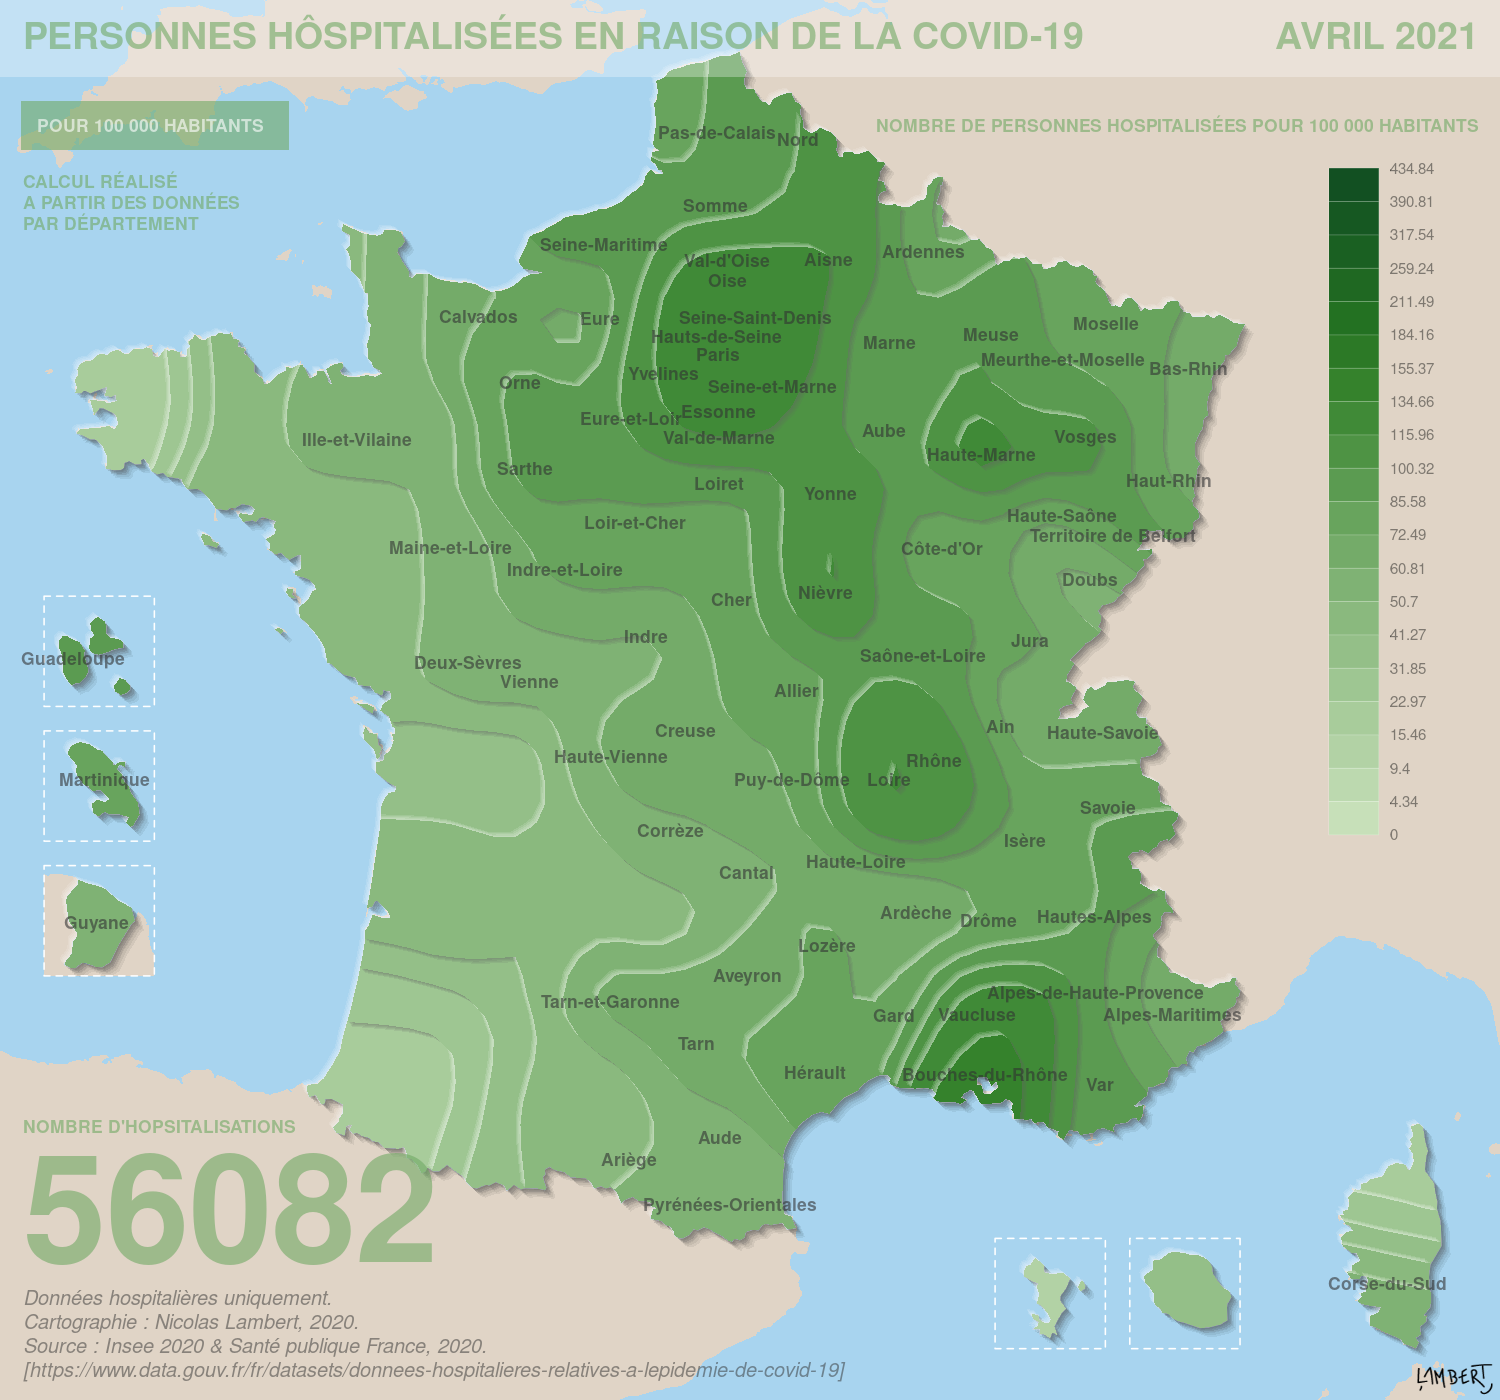 PERSONNES HÔSPITALISÉES EN RAISON DE LA COVID-19
AVRIL 2021
POUR 100 000 HABITANTS
NOMBRE DE PERSONNES HOSPITALISÉES POUR 100 000 HABITANTS
CALCUL RÉALISÉ
A PARTIR DES DONNÉES
PAR DÉPARTEMENT
434.84
390.81
317.54
259.24
211.49
184.16
155.37
134.66
115.96
100.32
85.58
72.49
60.81
50.7
41.27
31.85
22.97
15.46
9.4
4.34
0
Pas-de-Calais
Nord
Somme
Seine-Maritime
Val-d'Oise
Aisne
Ardennes
Oise
Calvados
Eure
Seine-Saint-Denis
Hauts-de-Seine
Paris
Marne
Meuse
Moselle
Meurthe-et-Moselle
Bas-Rhin
Yvelines
Orne
Seine-et-Marne
Essonne
Eure-et-Loir
Val-de-Marne
Ille-et-Vilaine
Aube
Vosges
Haute-Marne
Sarthe
Loiret
Yonne
Haut-Rhin
Loir-et-Cher
Haute-Saône
Territoire de Belfort
Maine-et-Loire
Côte-d'Or
Indre-et-Loire
Doubs
Cher
Nièvre
Indre
Jura
Saône-et-Loire
Deux-Sèvres
Vienne
Allier
Creuse
Ain
Haute-Savoie
Haute-Vienne
Rhône
Puy-de-Dôme
Loire
Savoie
Corrèze
Isère
Haute-Loire
Cantal
Ardèche
Drôme
Hautes-Alpes
Lozère
Aveyron
Alpes-de-Haute-Provence
Tarn-et-Garonne
Gard
Vaucluse
Alpes-Maritimes
Tarn
Hérault
Bouches-du-Rhône
Var
Aude
Ariège
Pyrénées-Orientales
Corse-du-Sud
Guadeloupe
Martinique
Guyane
NOMBRE D'HOPSITALISATIONS
56082
Données hospitalières uniquement.
Cartographie : Nicolas Lambert, 2020.
Source : Insee 2020 & Santé publique France, 2020.
[https://www.data.gouv.fr/fr/datasets/donnees-hospitalieres-relatives-a-lepidemie-de-covid-19]
LAMBERT